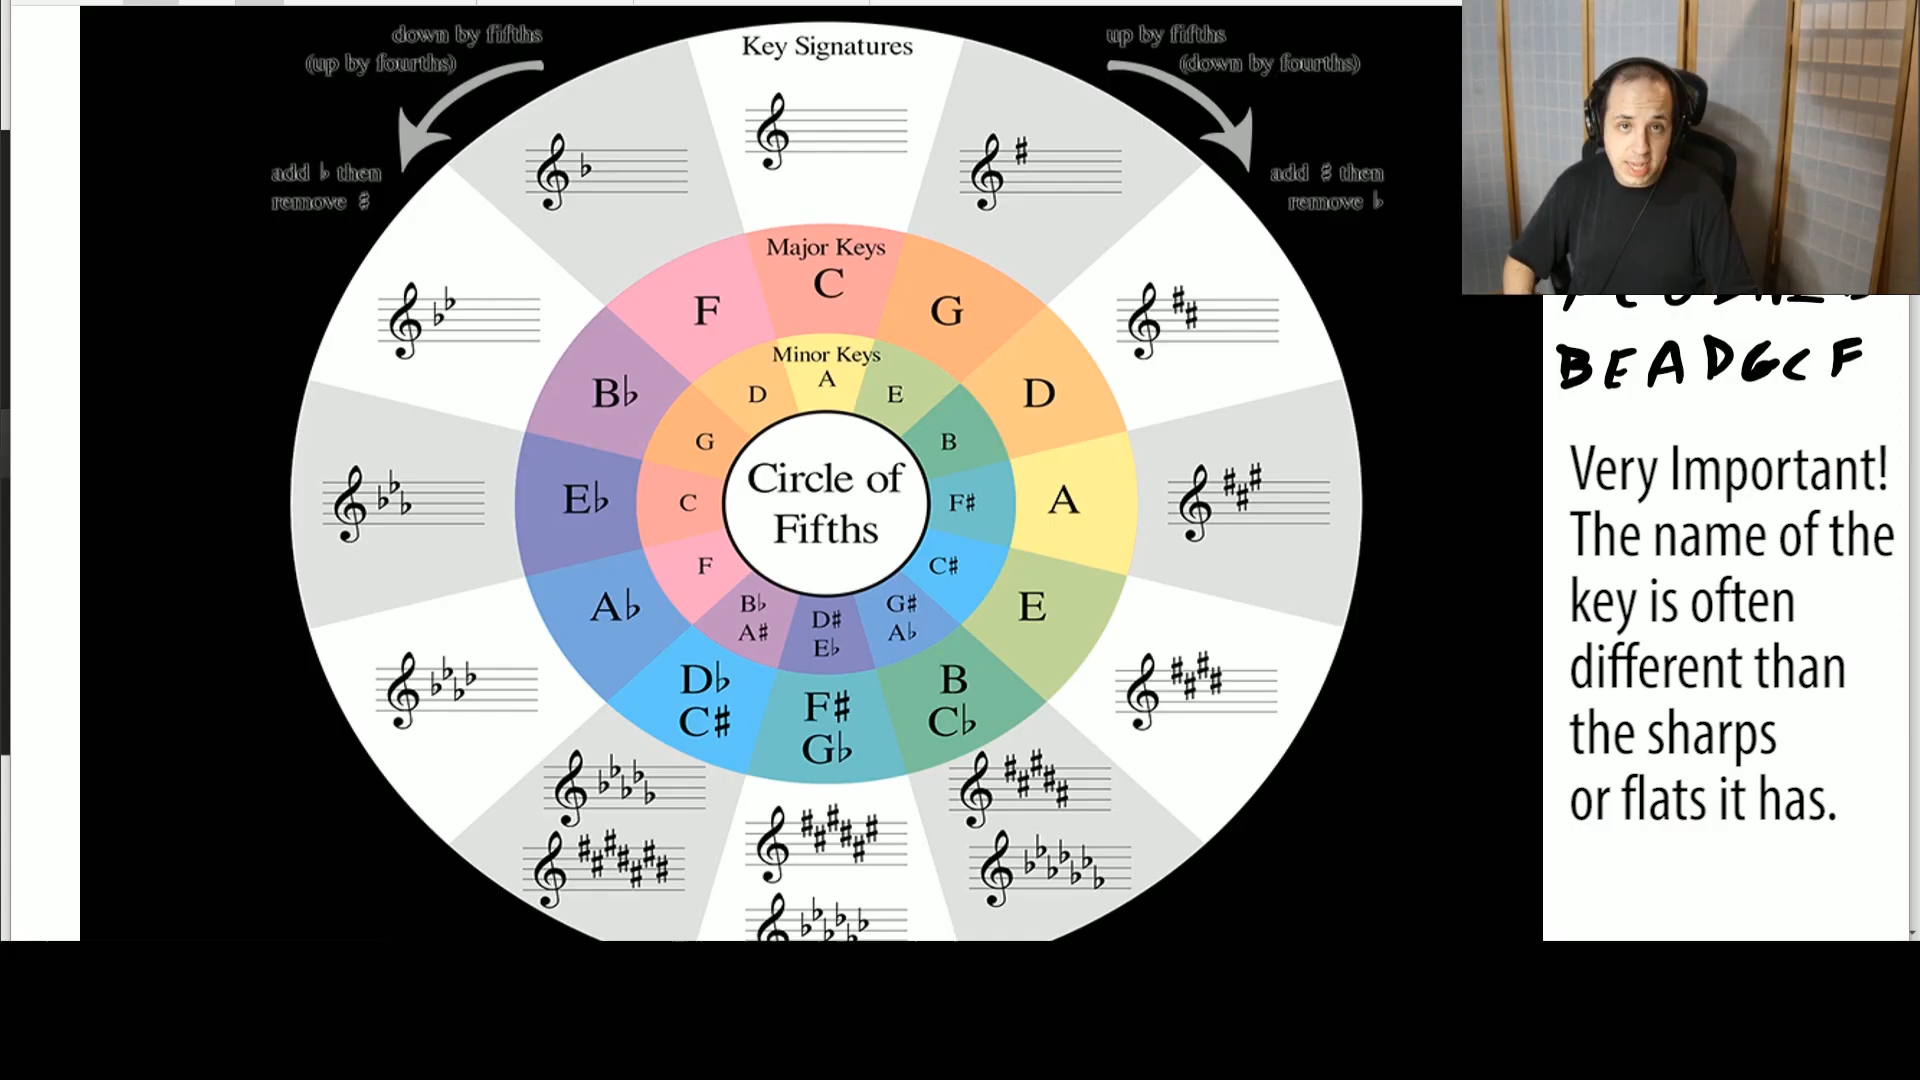 down by fifths
(up by fourths)
add ♭ then
remove ♯
up by fifths
(down by fourths)
add ♯ then
remove ♭
Key Signatures
Major Keys
C
G
D
A
E
B
C♭
F♯
G♭
D♭
C♯
A♭
E♭
B♭
F
Minor Keys
A
E
B
F♯
C♯
G♯
A♭
D♯
E♭
B♭
A♯
F
C
G
D
Circle of
Fifths
B E A D G C F
Very Important!
The name of the
key is often
different than
the sharps
or flats it has.